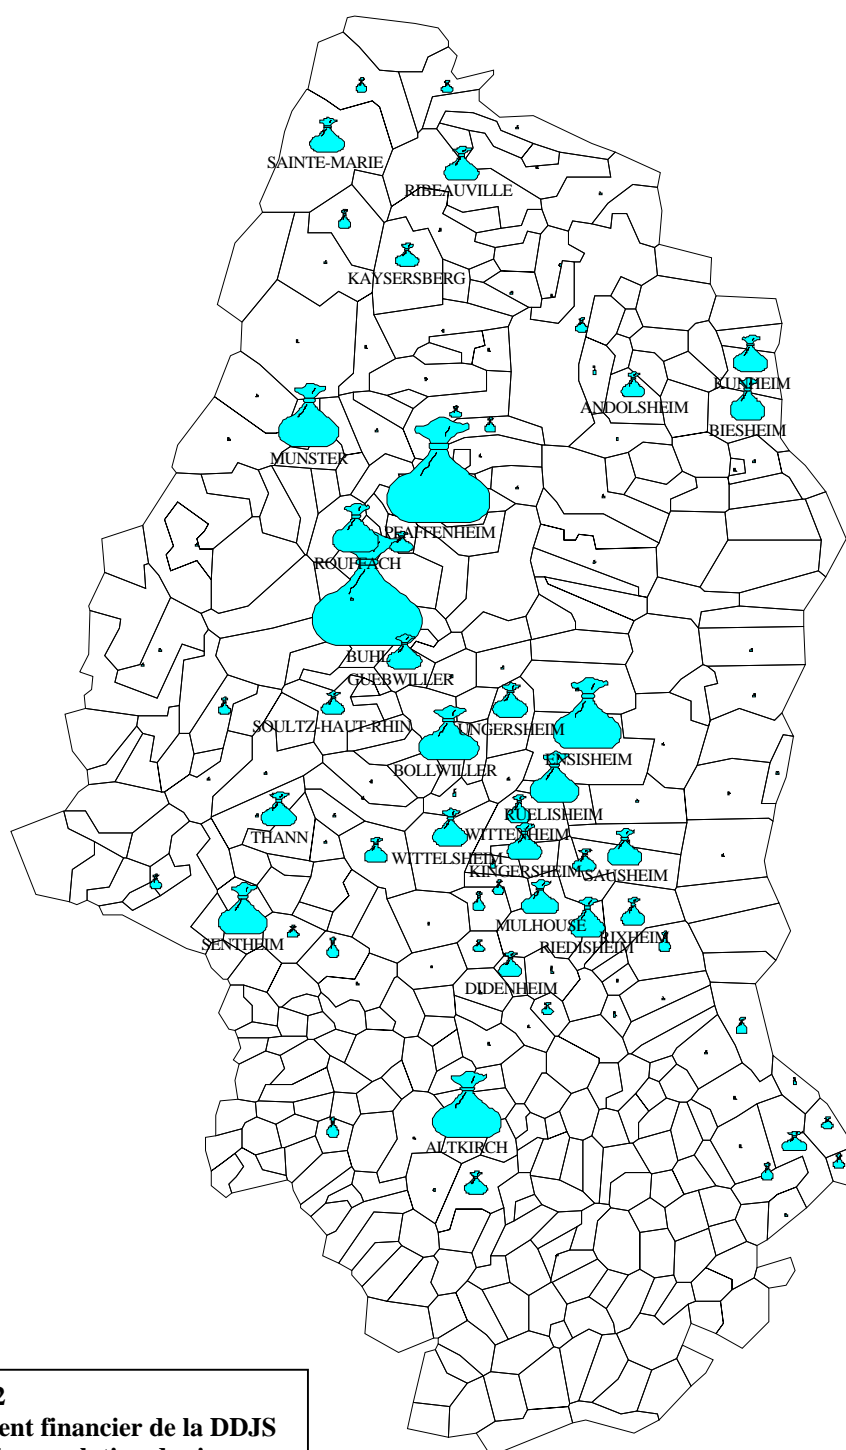 SAINTE-MARIE
RIBEAUVILLE
KAYSERSBERG
KUNHEIM
ANDOLSHEIM
BIESHEIM
MUNSTER
PFAFFENHEIM
ROUFFACH
BUHL
GUEBWILLER
SOULTZ-HAUT-RHIN
UNGERSHEIM
ENSISHEIM
BOLLWILLER
RUELISHEIM
THANN
WITTENHEIM
WITTELSHEIM
KINGERSHEIM
SAUSHEIM
MULHOUSE
RIXHEIM
SENTHEIM
RIEDISHEIM
DIDENHEIM
ALTKIRCH
2
ent financier de la DDJS